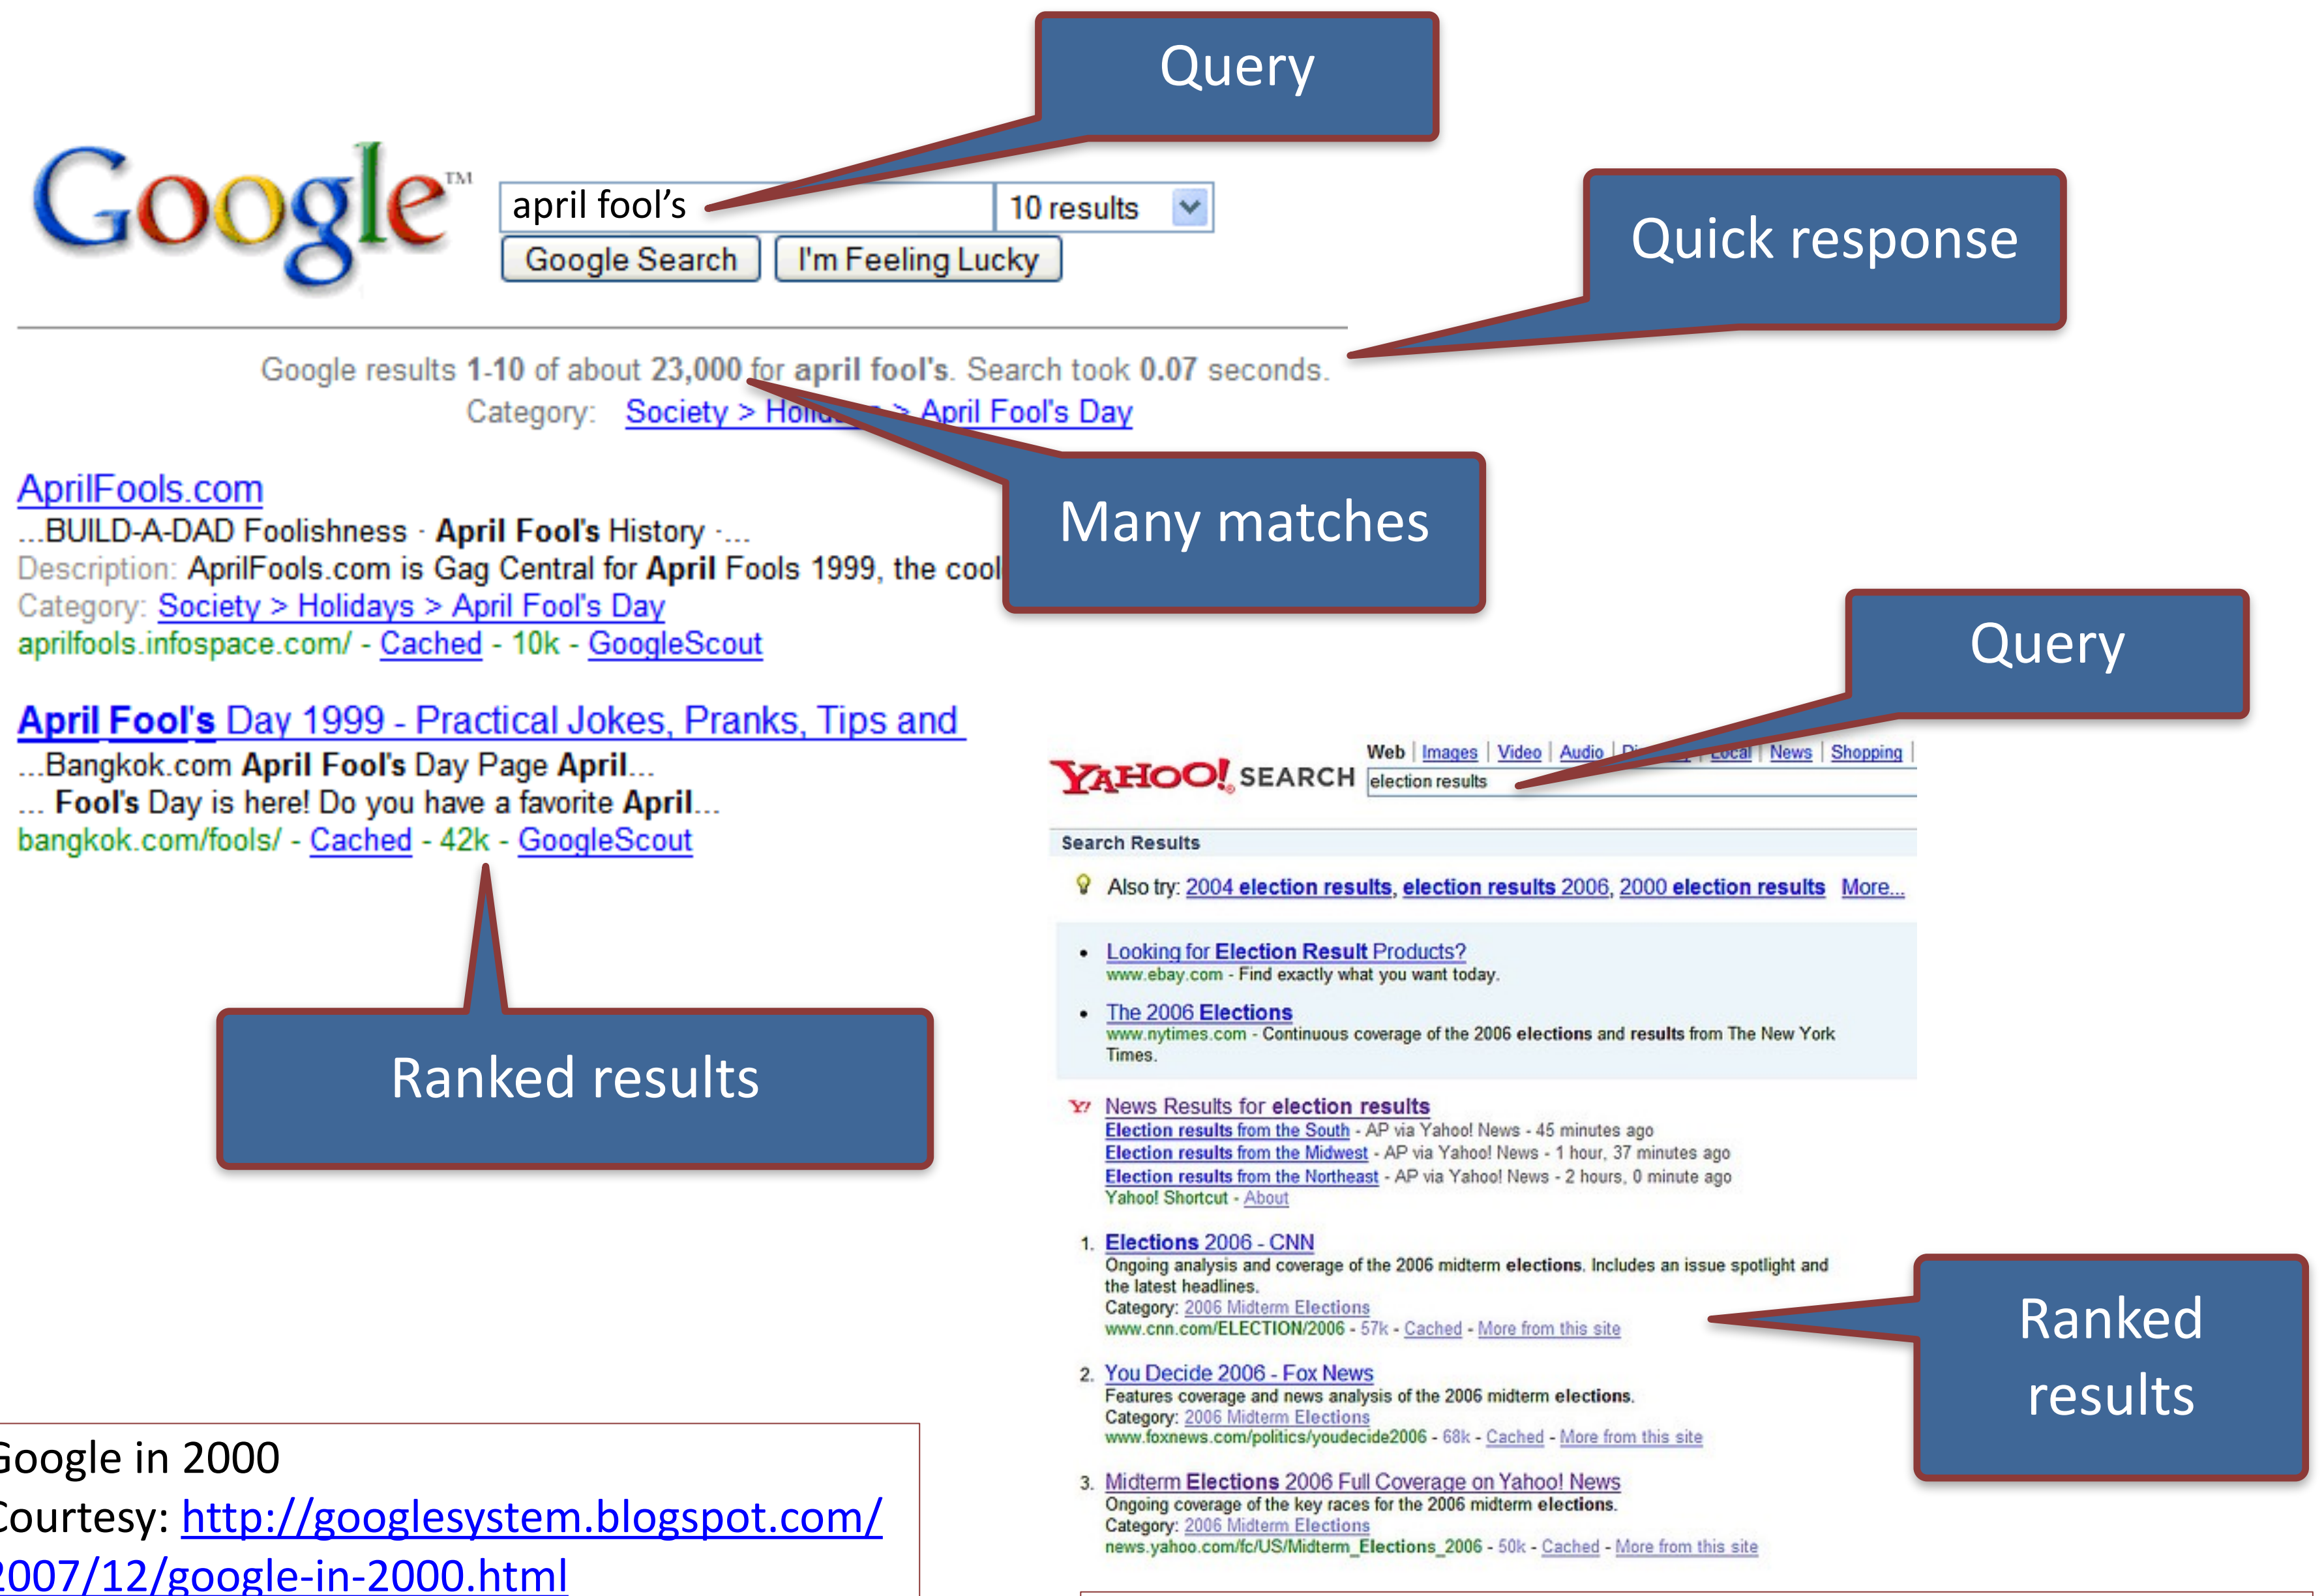 Query
Google™
april fool's
10 results
Google Search
I'm Feeling Lucky
Quick response
Google results 1-10 of about 23,000 for april fool's. Search took 0.07 seconds.
Category: Society > > April Fool's Day
Many matches
AprilFools.com
...BUILD-A-DAD Foolishness - April Fool's History -...
Description: AprilFools.com is Gag Central for April Fools 1999, the cool
Category: Society > Holidays > April Fool's Day
aprilfools.infospace.com/ - Cached - 10k - GoogleScout
April Fool's Day 1999 - Practical Jokes, Pranks, Tips and
...Bangkok.com April Fool's Day Page April...
... Fool's Day is here! Do you have a favorite April...
bangkok.com/fools/ - Cached - 42k - GoogleScout
Ranked results
Query
YAHOO!® SEARCH
Web | Images | Video | Audio | | Local | News | Shopping |
election results
Search Results
Also try: 2004 election results, election results 2006, 2000 election results More...
• Looking for Election Result Products?
www.ebay.com - Find exactly what you want today.
• The 2006 Elections
www.nytimes.com - Continuous coverage of the 2006 elections and results from The New York
Times.
Y! News Results for election results
Election results from the South - AP via Yahoo! News - 45 minutes ago
Election results from the Midwest - AP via Yahoo! News - 1 hour, 37 minutes ago
Election results from the Northeast - AP via Yahoo! News - 2 hours, 0 minute ago
Yahoo! Shortcut - About
1. Elections 2006 - CNN
Ongoing analysis and coverage of the 2006 midterm elections. Includes an issue spotlight and
the latest headlines.
Category: 2006 Midterm Elections
www.cnn.com/ELECTION/2006 - 57k - Cached - More from this site
2. You Decide 2006 - Fox News
Features coverage and news analysis of the 2006 midterm elections.
Category: 2006 Midterm Elections
www.foxnews.com/politics/youdecide2006 - 68k - Cached - More from this site
3. Midterm Elections 2006 Full Coverage on Yahoo! News
Ongoing coverage of the key races for the 2006 midterm elections.
Category: 2006 Midterm Elections
news.yahoo.com/fc/US/Midterm_Elections_2006 - 50k - Cached - More from this site
Ranked
results
Google in 2000
Courtesy: http://googlesystem.blogspot.com/
2007/12/google-in-2000.html